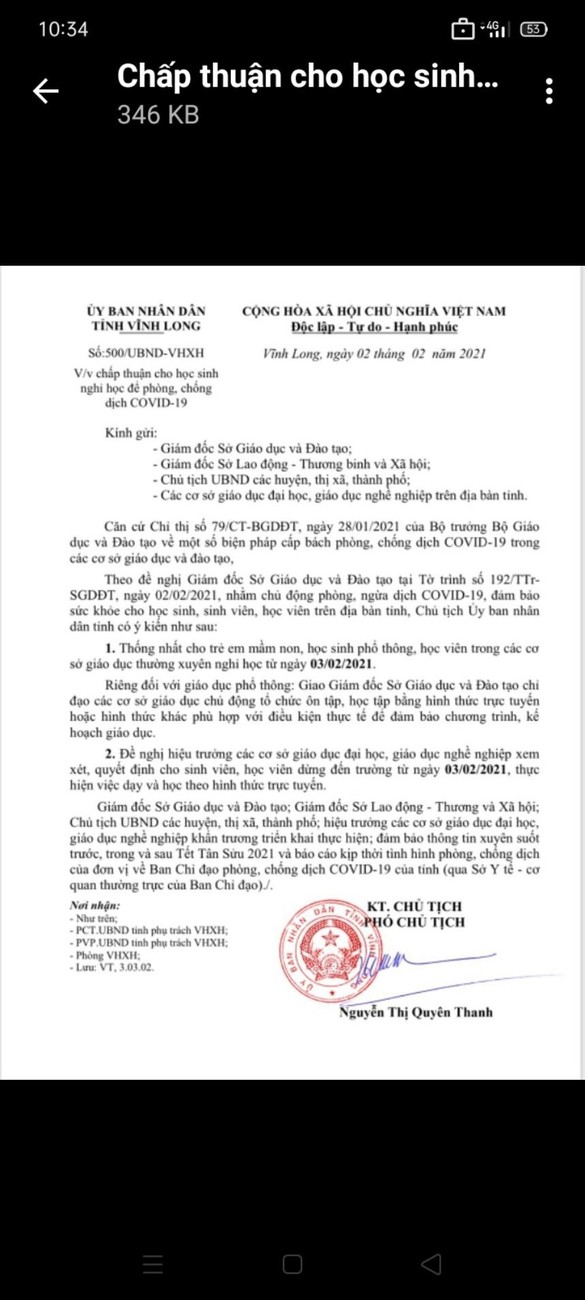 10:34
4G
53
Chấp thuận cho học sinh...
346 KB
ỦY BAN NHÂN DÂN
TỈNH VĨNH LONG
CỘNG HÒA XÃ HỘI CHỦ NGHĨA VIỆT NAM
Độc lập - Tự do - Hạnh phúc
Số:500/UBND-VHXH
Vĩnh Long, ngày 02 tháng 02 năm 2021
V/v chấp thuận cho học sinh
nghỉ học để phòng, chống
dịch COVID-19
Kính gửi:
- Giám đốc Sở Giáo dục và Đào tạo;
- Giám đốc Sở Lao động - Thương binh và Xã hội;
- Chủ tịch UBND các huyện, thị xã, thành phố;
- Các cơ sở giáo dục đại học, giáo dục nghề nghiệp trên địa bàn tỉnh.
Căn cứ Chỉ thị số 79/CT-BGDĐT, ngày 28/01/2021 của Bộ trưởng Bộ Giáo
dục và Đào tạo về một số biện pháp cấp bách phòng, chống dịch COVID-19 trong
các cơ sở giáo dục và đào tạo,
Theo đề nghị Giám đốc Sở Giáo dục và Đào tạo tại Tờ trình số 192/TTr-
SGDĐT, ngày 02/02/2021, nhằm chủ động phòng, ngừa dịch COVID-19, đảm bảo
sức khỏe cho học sinh, sinh viên, học viên trên địa bàn tỉnh, Chủ tịch Ủy ban nhân
dân tỉnh có ý kiến như sau:
1. Thống nhất cho trẻ em mầm non, học sinh phổ thông, học viên trong các cơ
sở giáo dục thường xuyên nghỉ học từ ngày 03/02/2021.
Riêng đối với giáo dục phổ thông: Giao Giám đốc Sở Giáo dục và Đào tạo chỉ
đạo các cơ sở giáo dục chủ động tổ chức ôn tập, học tập bằng hình thức trực tuyến
hoặc hình thức khác phù hợp với điều kiện thực tế để đảm bảo chương trình, kế
hoạch giáo dục.
2. Đề nghị hiệu trưởng các cơ sở giáo dục đại học, giáo dục nghề nghiệp xem
xét, quyết định cho sinh viên, học viên dừng đến trường từ ngày 03/02/2021, thực
hiện việc dạy và học theo hình thức trực tuyến.
Giám đốc Sở Giáo dục và Đào tạo; Giám đốc Sở Lao động - Thương và Xã hội;
Chủ tịch UBND các huyện, thị xã, thành phố; hiệu trưởng các cơ sở giáo dục đại học,
giáo dục nghề nghiệp khẩn trương triển khai thực hiện; đảm bảo thông tin xuyên suốt
trước, trong và sau Tết Tân Sửu 2021 và báo cáo kịp thời tình hình phòng, chống dịch
của đơn vị về Ban Chỉ đạo phòng, chống dịch COVID-19 của tỉnh (qua Sở Y tế - cơ
quan thường trực của Ban Chỉ đạo)./.
Nơi nhận:
- Như trên;
- PCT.UBND tỉnh phụ trách VHXH;
- PVP.UBND tỉnh phụ trách VHXH;
- Phòng VHXH;
- Lưu: VT, 3.03.02.
KT. CHỦ TỊCH
PHÓ CHỦ TỊCH
ỦY BAN NHÂN DÂN TỈNH VĨNH
Nguyễn Thị Quyên Thanh